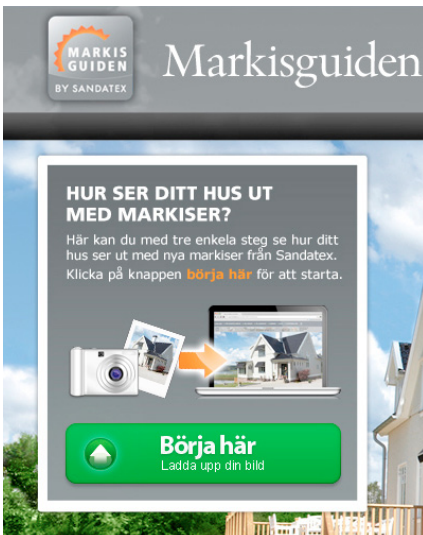 MARKIS
GUIDEN
BY SANDATEX
Markisguiden
HUR SER DITT HUS UT
MED MARKISER?
Här kan du med tre enkela steg se hur ditt
hus ser ut med nya markiser från Sandatex.
Klicka på knappen börja här för att starta.
Börja här
Ladda upp din bild